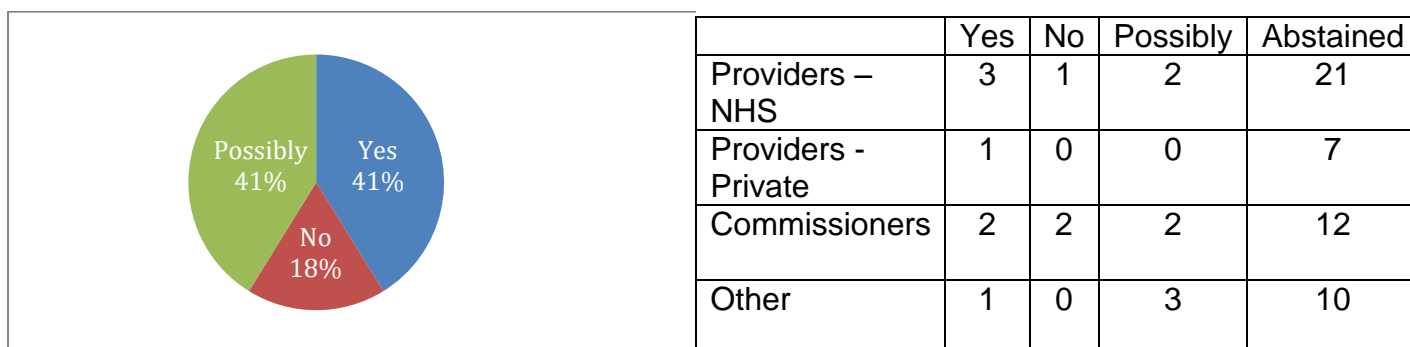 Possibly
41%
Yes
41%
No
18%
Yes No Possibly Abstained
Providers –
NHS
3 1 2 21
Providers -
Private
1 0 0 7
Commissioners 2 2 2 12
Other 1 0 3 10